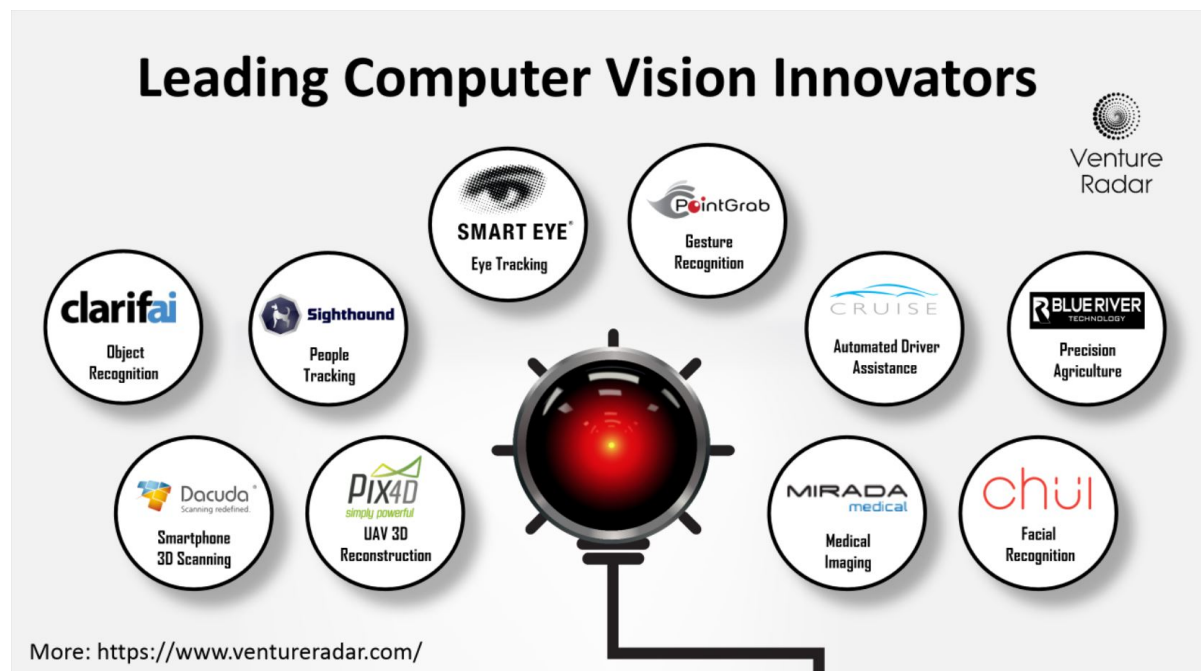 Leading Computer Vision Innovators
Venture
Radar
SMART EYE®
Eye Tracking
PointGrab
Gesture
Recognition
clarifai
Object
Recognition
Sighthound
People
Tracking
CRUISE
Automated Driver
Assistance
BLUE RIVER
TECHNOLOGY
Precision
Agriculture
Dacuda®
Scanning redefined.
Smartphone
3D Scanning
PIX4D
simply powerful
UAV 3D
Reconstruction
MIRADA
medical
Medical
Imaging
chui
Facial
Recognition
More: https://www.ventureradar.com/